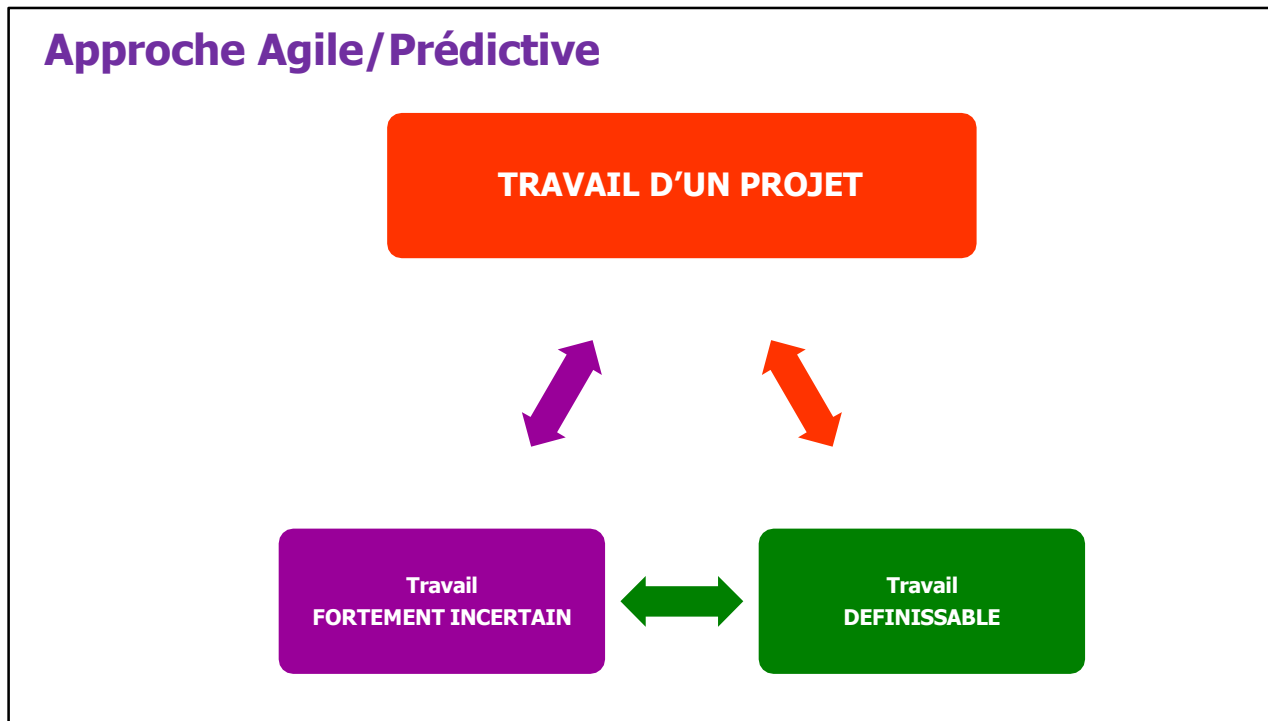 Approche Agile/Prédictive
TRAVAIL D’UN PROJET
Travail
FORTEMENT INCERTAIN
Travail
DEFINISSABLE